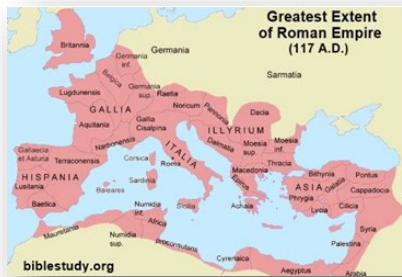 Greatest Extent
of Roman Empire
(117 A.D.)
Britannia
Germania
inf.
Germania
Sarmatia
Belgica
Lugdunensis
Germania
sup.
Raetia
Noricum
Pannonia
Dacia
GALLIA
Aquitania
Gallia
Cisalpina
ILLYRIUM
Dalmatia
Moesia
sup.
Moesia
inf.
Narbonensis
Gallaecia
et Asturia
Terraconensis
Corsica
ITALIA
Roma
Macedonia
Thracia
Bithynia
Pontus
HISPANIA
Lusitania
Baetica
Baleares
Sardinia
Epirus
ASIA
Galatia
Cappadocia
Phrygia
Lycia
Cilicia
Sicilia
Achaia
Syria
Mauretania
Numidia
inf.
Numidia
sup.
Africa
proconsularis
Cyrenaica
Palestina
Aegyptus
Arabia
biblestudy.org